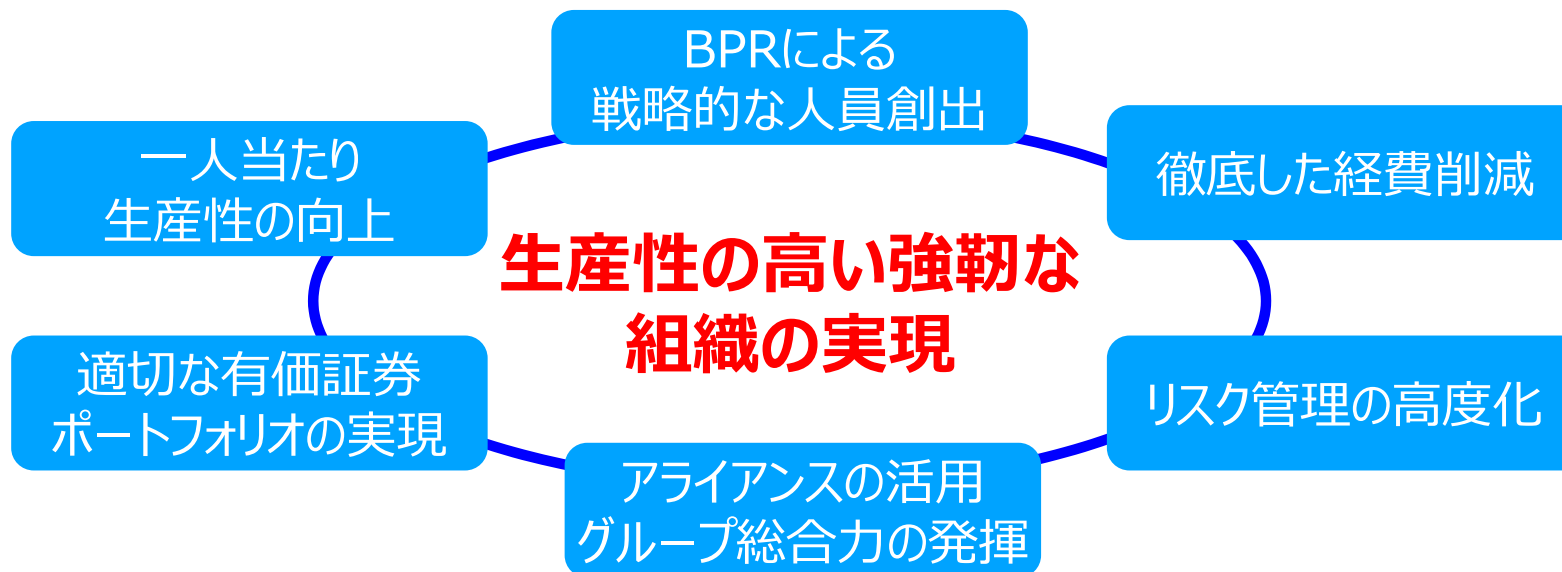 BPRによる
戦略的な人員創出
一人当たり
生産性の向上
徹底した経費削減
生産性の高い強靭な
組織の実現
適切な有価証券
ポートフォリオの実現
リスク管理の高度化
アライアンスの活用
グループ総合力の発揮